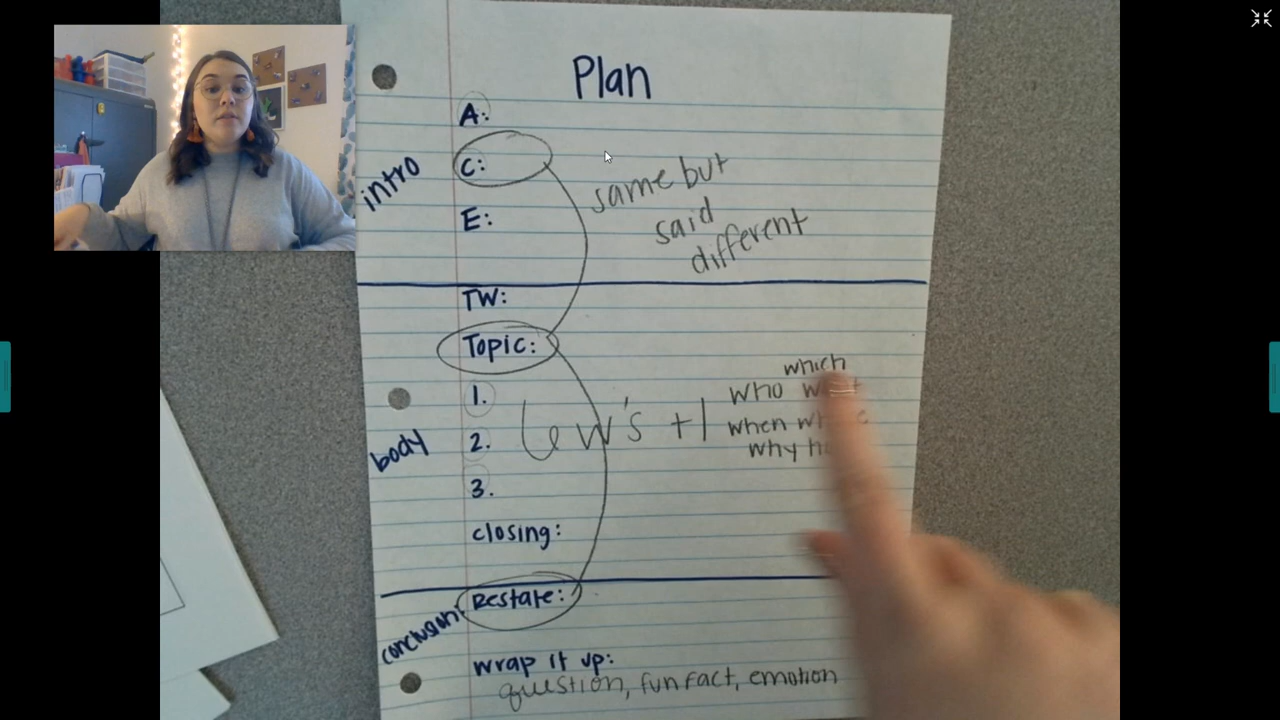 Plan
intro
A:
C:
E:
same but
said
different
body
TW:
Topic:
1.
2.
3.
6 w's + 1
which
who
when
why
closing:
conclusion:
Restate:
wrap it up:
question, fun fact, emotion